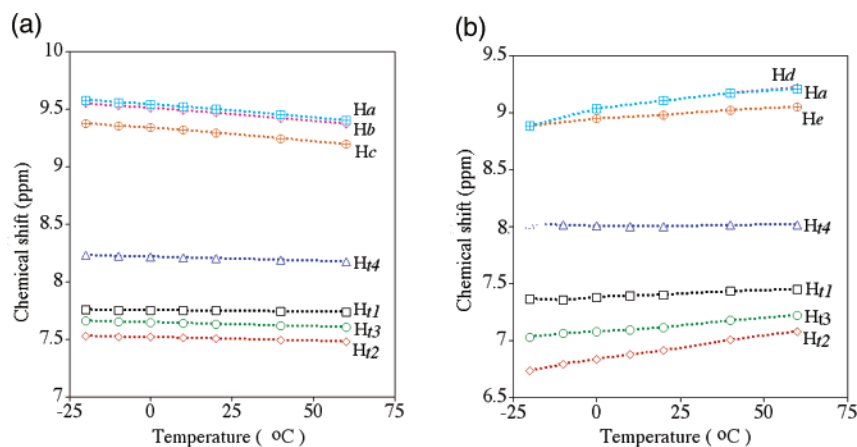 (a)
10
9.5
9
8.5
8
7.5
7
-25
0
25
50
75
Chemical shift (ppm)
Temperature ( oC)
Ha
Hb
Hc
Ht4
Ht1
Ht3
Ht2
(b)
9.5
9
8.5
8
7.5
7
6.5
-25
0
25
50
75
Chemical shift (ppm)
Temperature ( oC)
Hd
Ha
He
Ht4
Ht1
Ht3
Ht2